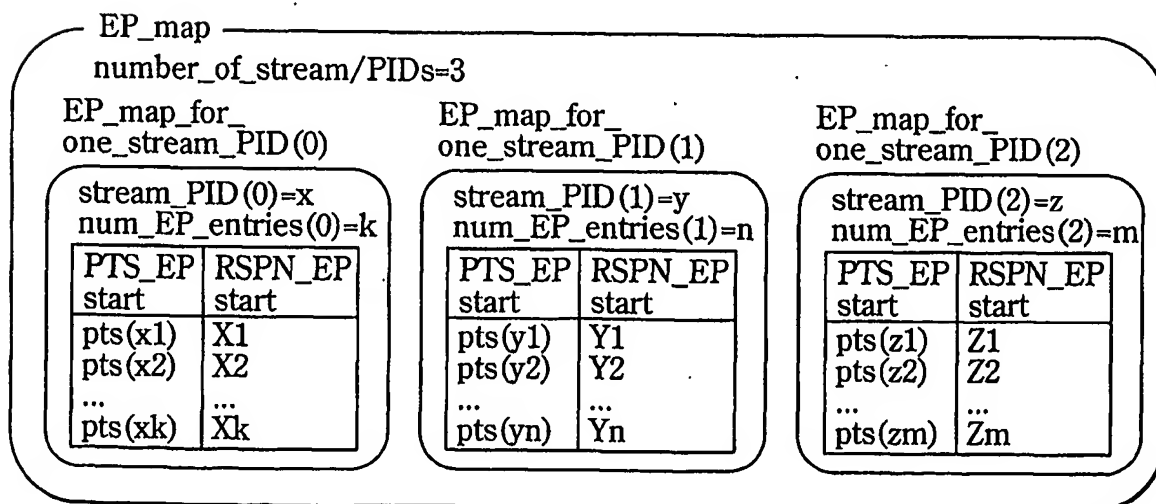 EP_map
number_of_stream/PIDs=3
EP_map_for_
one_stream_PID(0)
stream_PID(0)=x
num_EP_entries(0)=k
PTS_EP RSPN_EP
start start
pts(x1) X1
pts(x2) X2
... ...
pts(xk) Xk
EP_map_for_
one_stream_PID(1)
stream_PID(1)=y
num_EP_entries(1)=n
PTS_EP RSPN_EP
start start
pts(y1) Y1
pts(y2) Y2
... ...
pts(yn) Yn
EP_map_for_
one_stream_PID(2)
stream_PID(2)=z
num_EP_entries(2)=m
PTS_EP RSPN_EP
start start
pts(z1) Z1
pts(z2) Z2
... ...
pts(zm) Zm